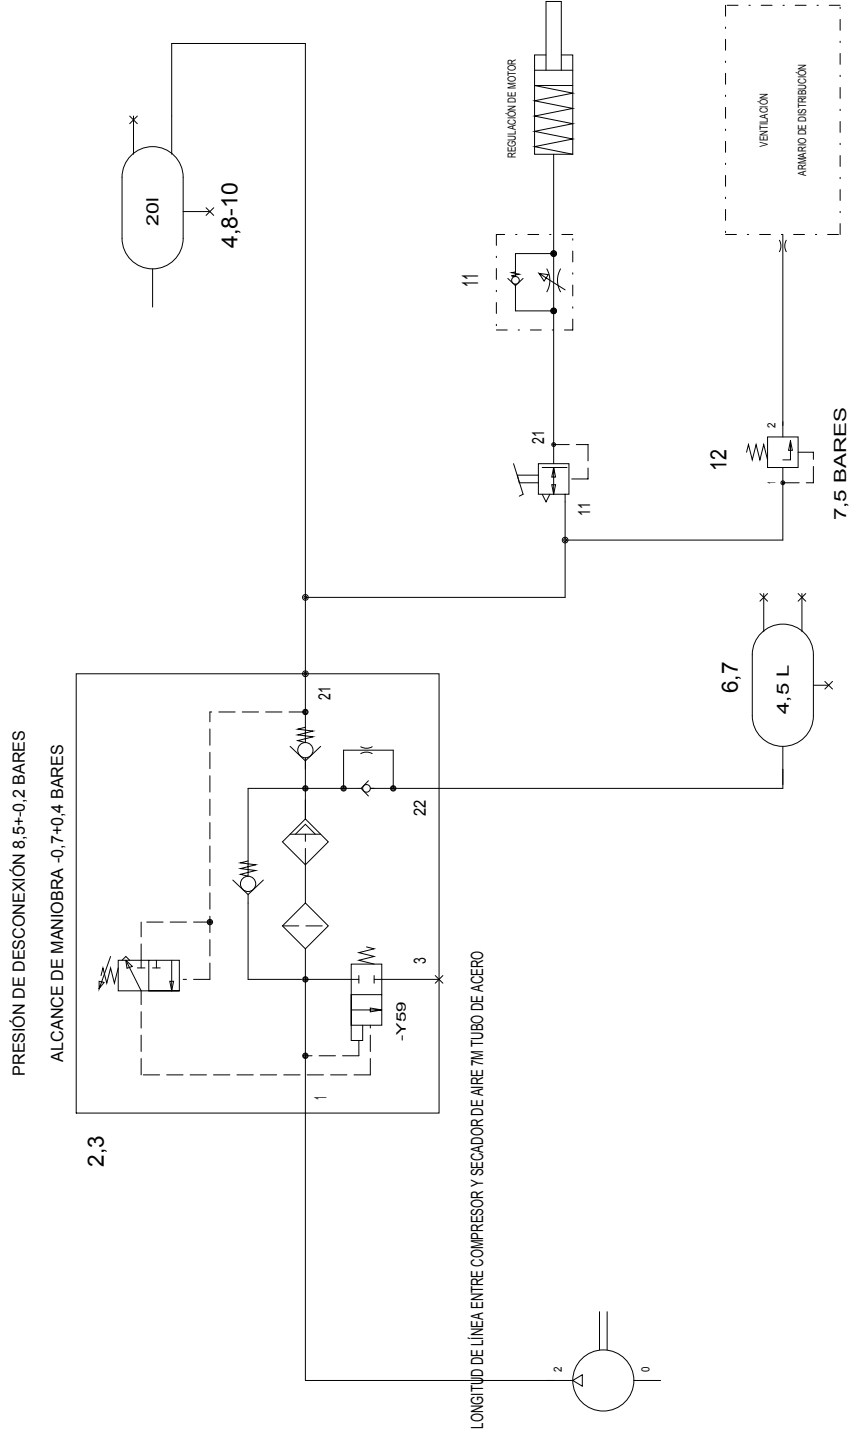 20l
4,8-10
REGULACIÓN DE MOTOR
VENTILACIÓN
ARMARIO DE DISTRIBUCIÓN
11
21
11
12
2
1
7,5 BARES
PRESIÓN DE DESCONEXIÓN 8,5+-0,2 BARES
ALCANCE DE MANIOBRA -0,7+0,4 BARES
21
22
6,7
4,5 L
3
-Y59
1
2,3
LONGITUD DE LÍNEA ENTRE COMPRESOR Y SECADOR DE AIRE 7M TUBO DE ACERO
2
0